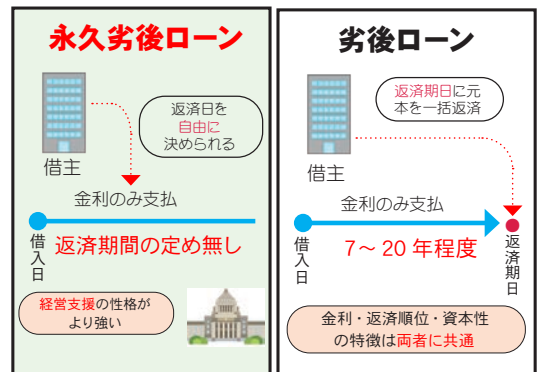 永久劣後ローン
返済日を
自由に
決められる
借主
金利のみ支払
借入日
返済期間の定め無し
経営支援の性格が
より強い
劣後ローン
返済期日に元
本を一括返済
借主
金利のみ支払
借入日
7～20年程度
返済期日
金利・返済順位・資本性
の特徴は両者に共通